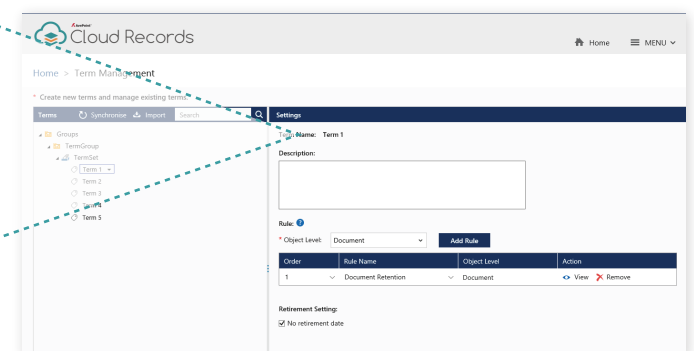 AvePoint
Cloud Records
Home MENU
Home > Term Management
* Create new terms and manage existing terms.
Terms Synchronise Import Search
Settings
Groups
TermGroup
TermSet
Term 1
Term 2
Term 3
Term 4
Term 5
Term Name: Term 1
Description:
Rule: ?
* Object Level: Document Add Rule
Order Rule Name Object Level Action
1 Document Retention Document View Remove
Retirement Setting:
No retirement date